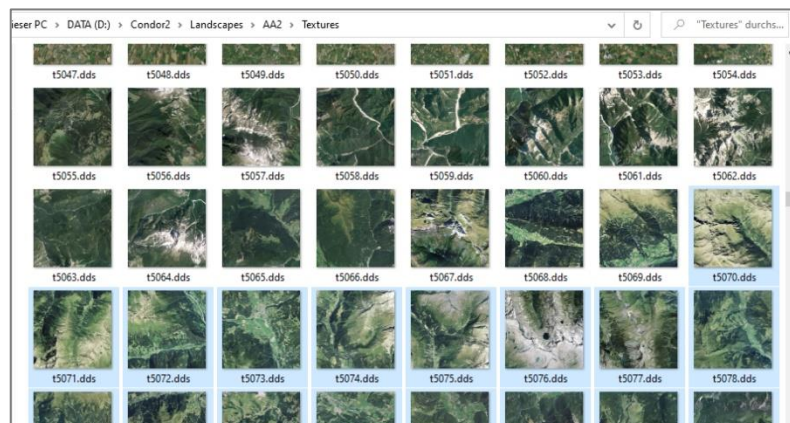 ieser PC > DATA (D:) > Condor2 > Landscapes > AA2 > Textures "Textures" durchs...
t5047.dds t5048.dds t5049.dds t5050.dds t5051.dds t5052.dds t5053.dds t5054.dds
t5055.dds t5056.dds t5057.dds t5058.dds t5059.dds t5060.dds t5061.dds t5062.dds
t5063.dds t5064.dds t5065.dds t5066.dds t5067.dds t5068.dds t5069.dds t5070.dds
t5071.dds t5072.dds t5073.dds t5074.dds t5075.dds t5076.dds t5077.dds t5078.dds